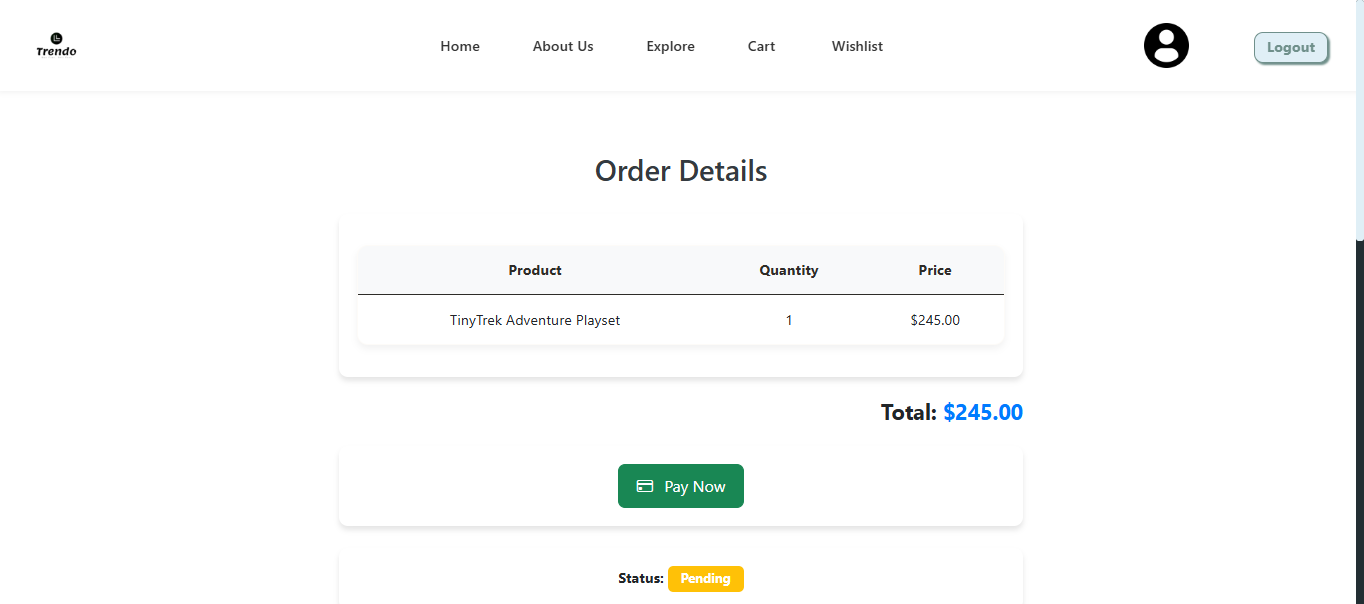 Trendo
Home About Us Explore Cart Wishlist Logout
Order Details
Product Quantity Price
TinyTrek Adventure Playset 1 $245.00
Total: $245.00
Pay Now
Status: Pending